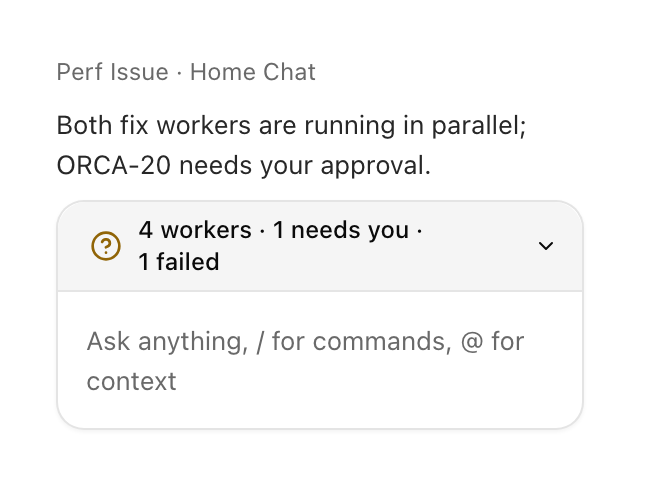 Perf Issue · Home Chat
Both fix workers are running in parallel;
ORCA-20 needs your approval.
4 workers · 1 needs you ·
1 failed
Ask anything, / for commands, @ for
context